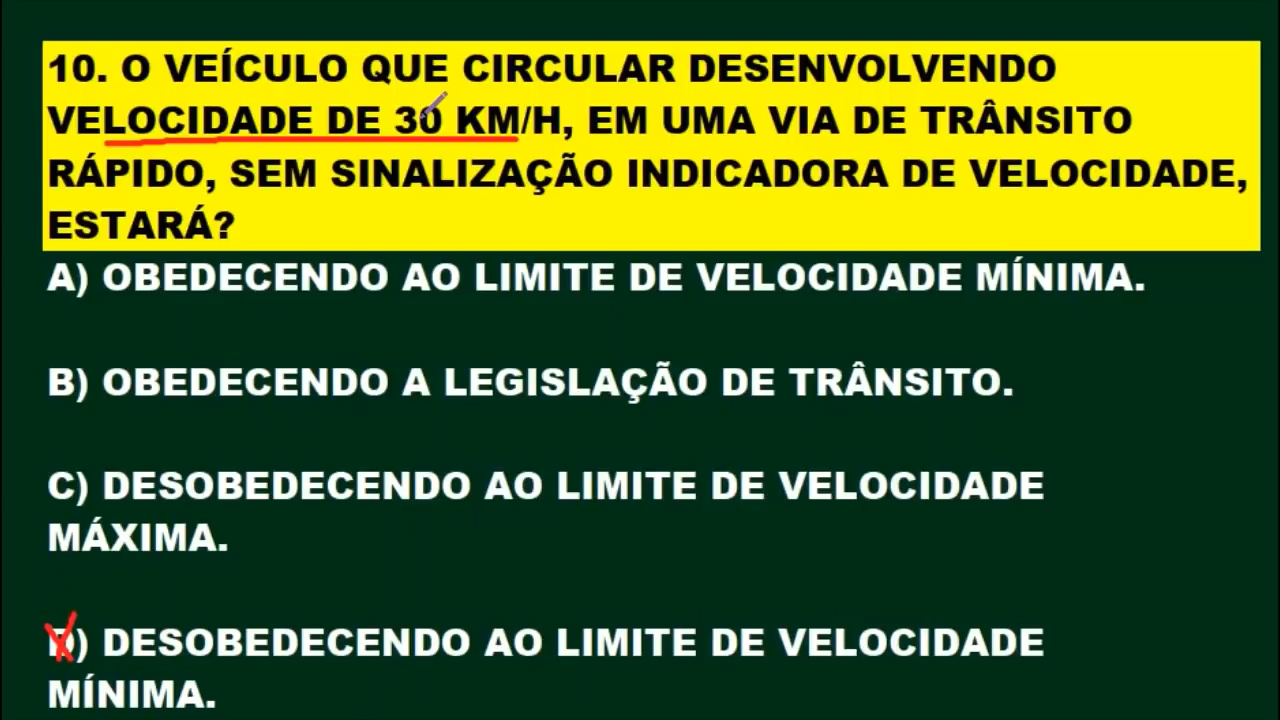 10. O VEÍCULO QUE CIRCULAR DESENVOLVENDO
VELOCIDADE DE 30 KM/H, EM UMA VIA DE TRÂNSITO
RÁPIDO, SEM SINALIZAÇÃO INDICADORA DE VELOCIDADE,
ESTARÁ?
A) OBEDECENDO AO LIMITE DE VELOCIDADE MÍNIMA.
B) OBEDECENDO A LEGISLAÇÃO DE TRÂNSITO.
C) DESOBEDECENDO AO LIMITE DE VELOCIDADE
MÁXIMA.
D) DESOBEDECENDO AO LIMITE DE VELOCIDADE
MÍNIMA.